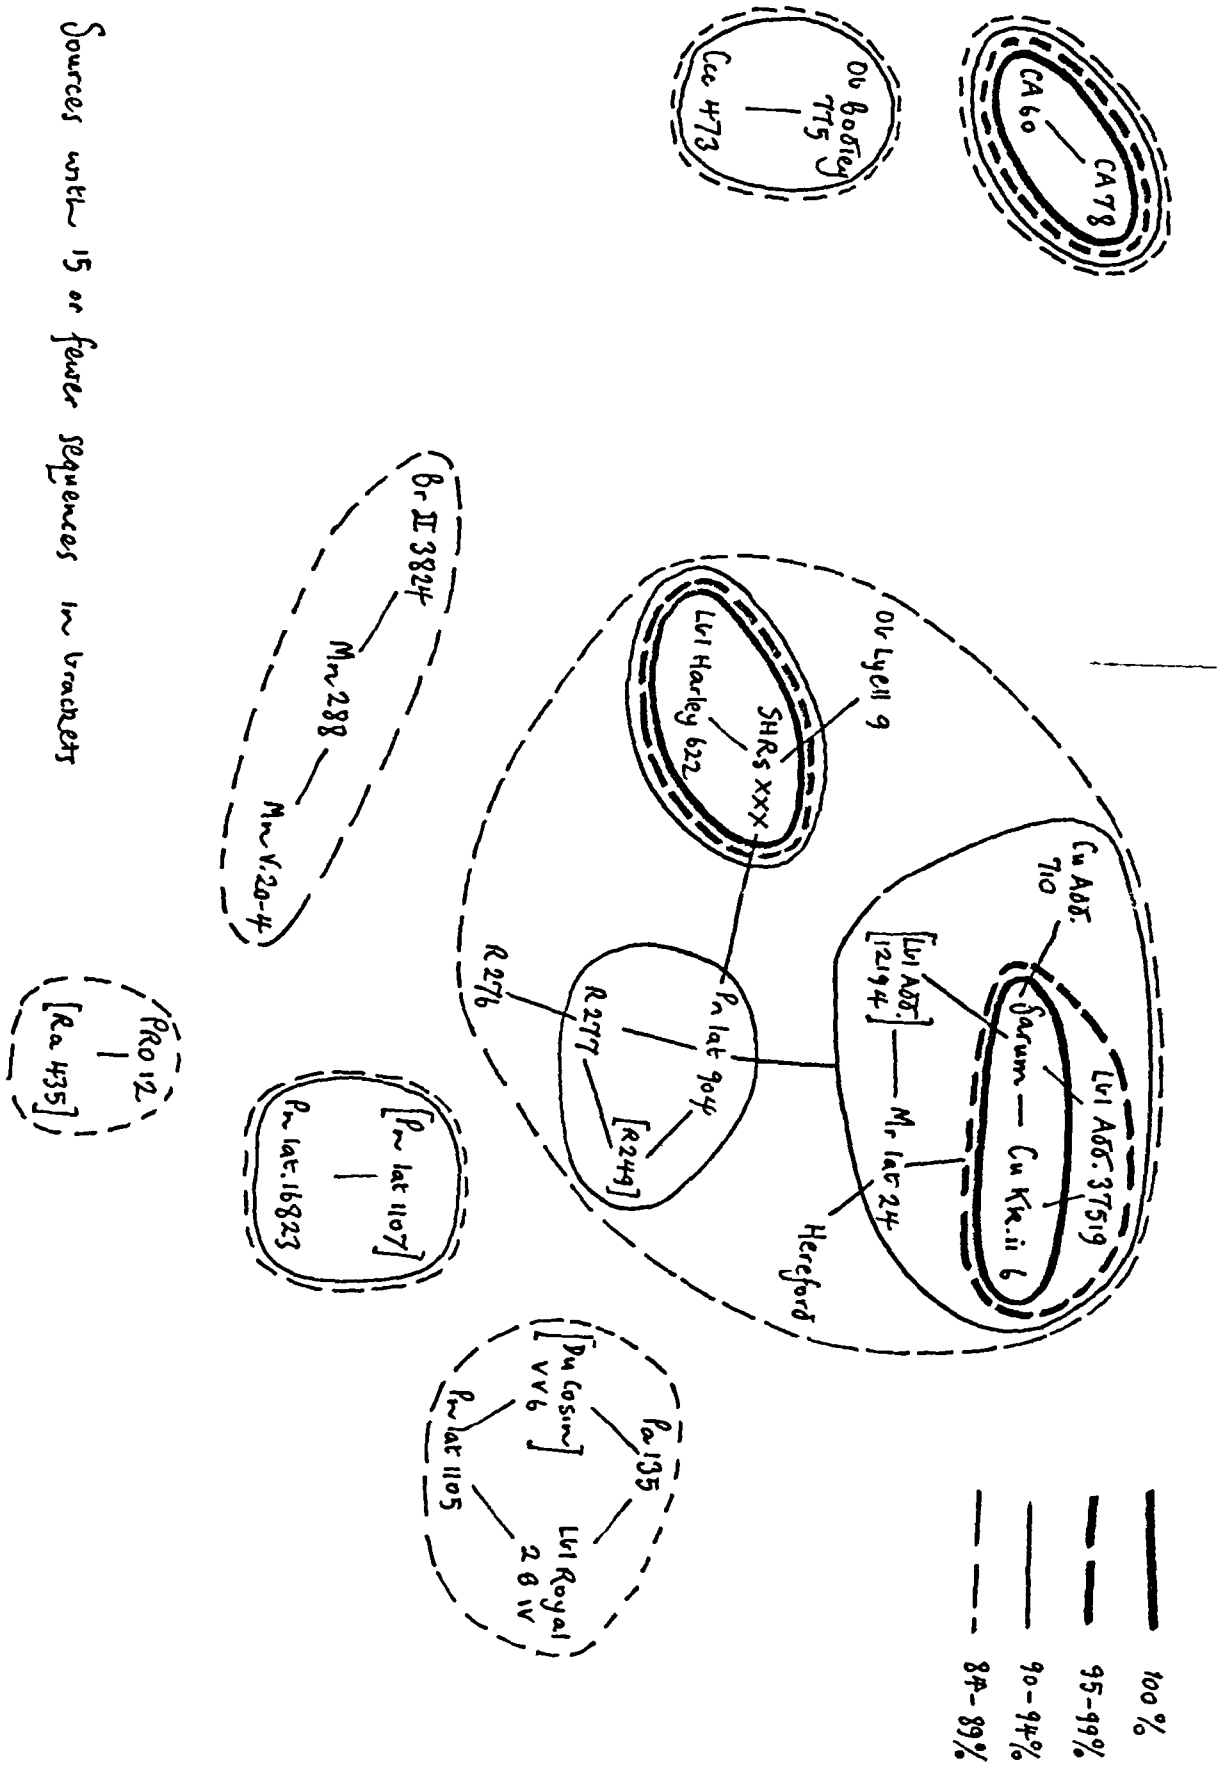 CA 60
CA 78
Ob Bodley
775
Ccc 473
100%
95-99%
90-94%
84-89%
Cu Add.
710
Lbl Add. 37519
Sarum
Cu Kk. ii 6
[Lbl Add.
12194]
Mr lat 24
Hereford
Ob Lyell 9
SHRs xxx
Lbl Harley 622
Pn lat 904
R 277
[R 249]
R 276
Br II 3824
Mn 288
Mn V.20-4
Pa 135
[Du Cosin
VV 6]
Lbl Royal
2 B IV
Pn lat 1105
[Pn lat 1107]
Pn lat. 16823
PRO 12
[Ra 435]
Sources with 15 or fewer sequences in brackets